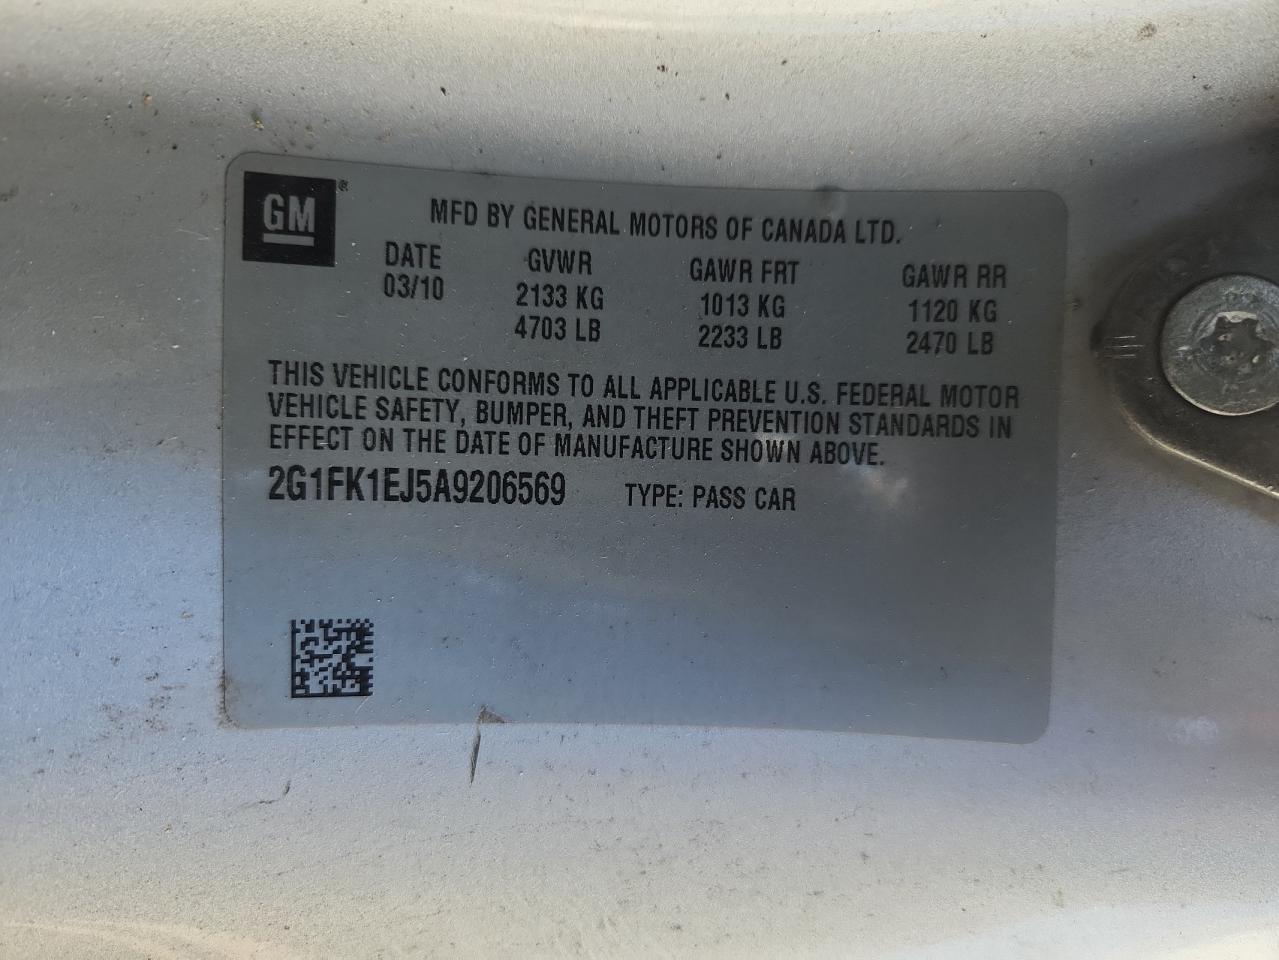 GM ®
MFD BY GENERAL MOTORS OF CANADA LTD.
DATE GVWR GAWR FRT GAWR RR
03/10 2133 KG 1013 KG 1120 KG
4703 LB 2233 LB 2470 LB
THIS VEHICLE CONFORMS TO ALL APPLICABLE U.S. FEDERAL MOTOR
VEHICLE SAFETY, BUMPER, AND THEFT PREVENTION STANDARDS IN
EFFECT ON THE DATE OF MANUFACTURE SHOWN ABOVE.
2G1FK1EJ5A9206569 TYPE: PASS CAR